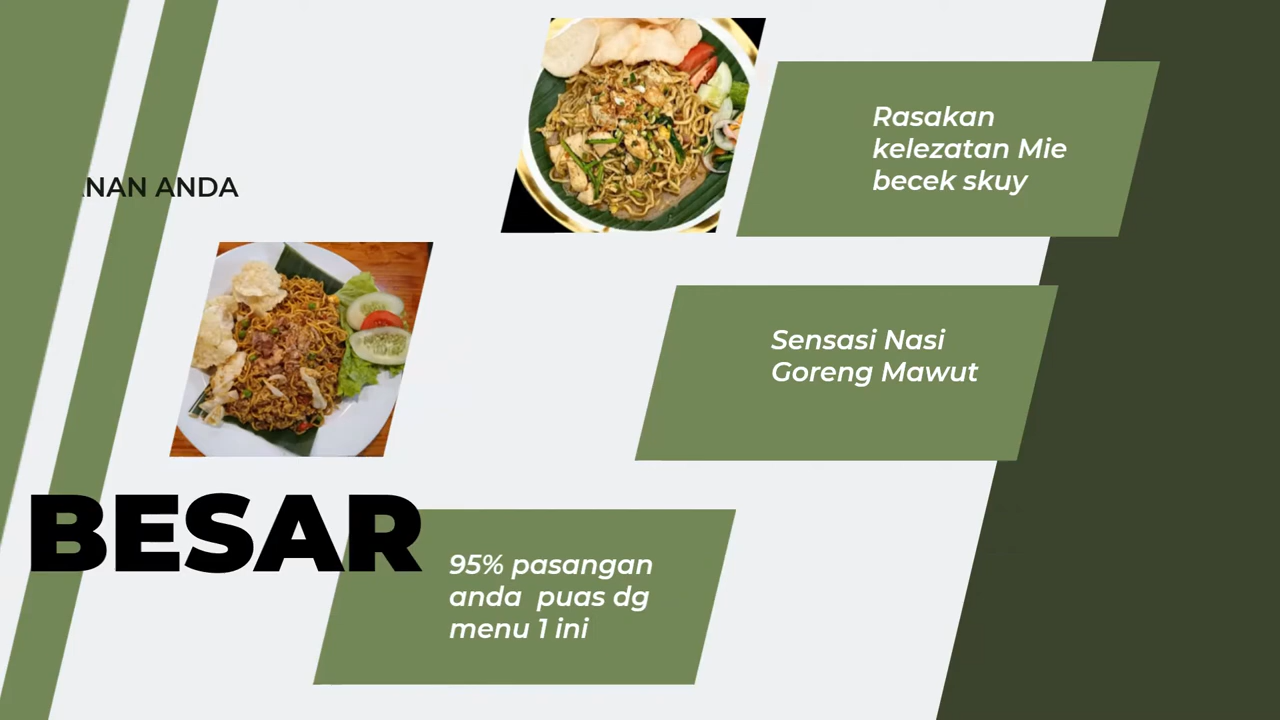 Rasakan
kelezatan Mie
becek skuy
NAN ANDA
Sensasi Nasi
Goreng Mawut
BESAR
95% pasangan
anda  puas dg
menu 1 ini